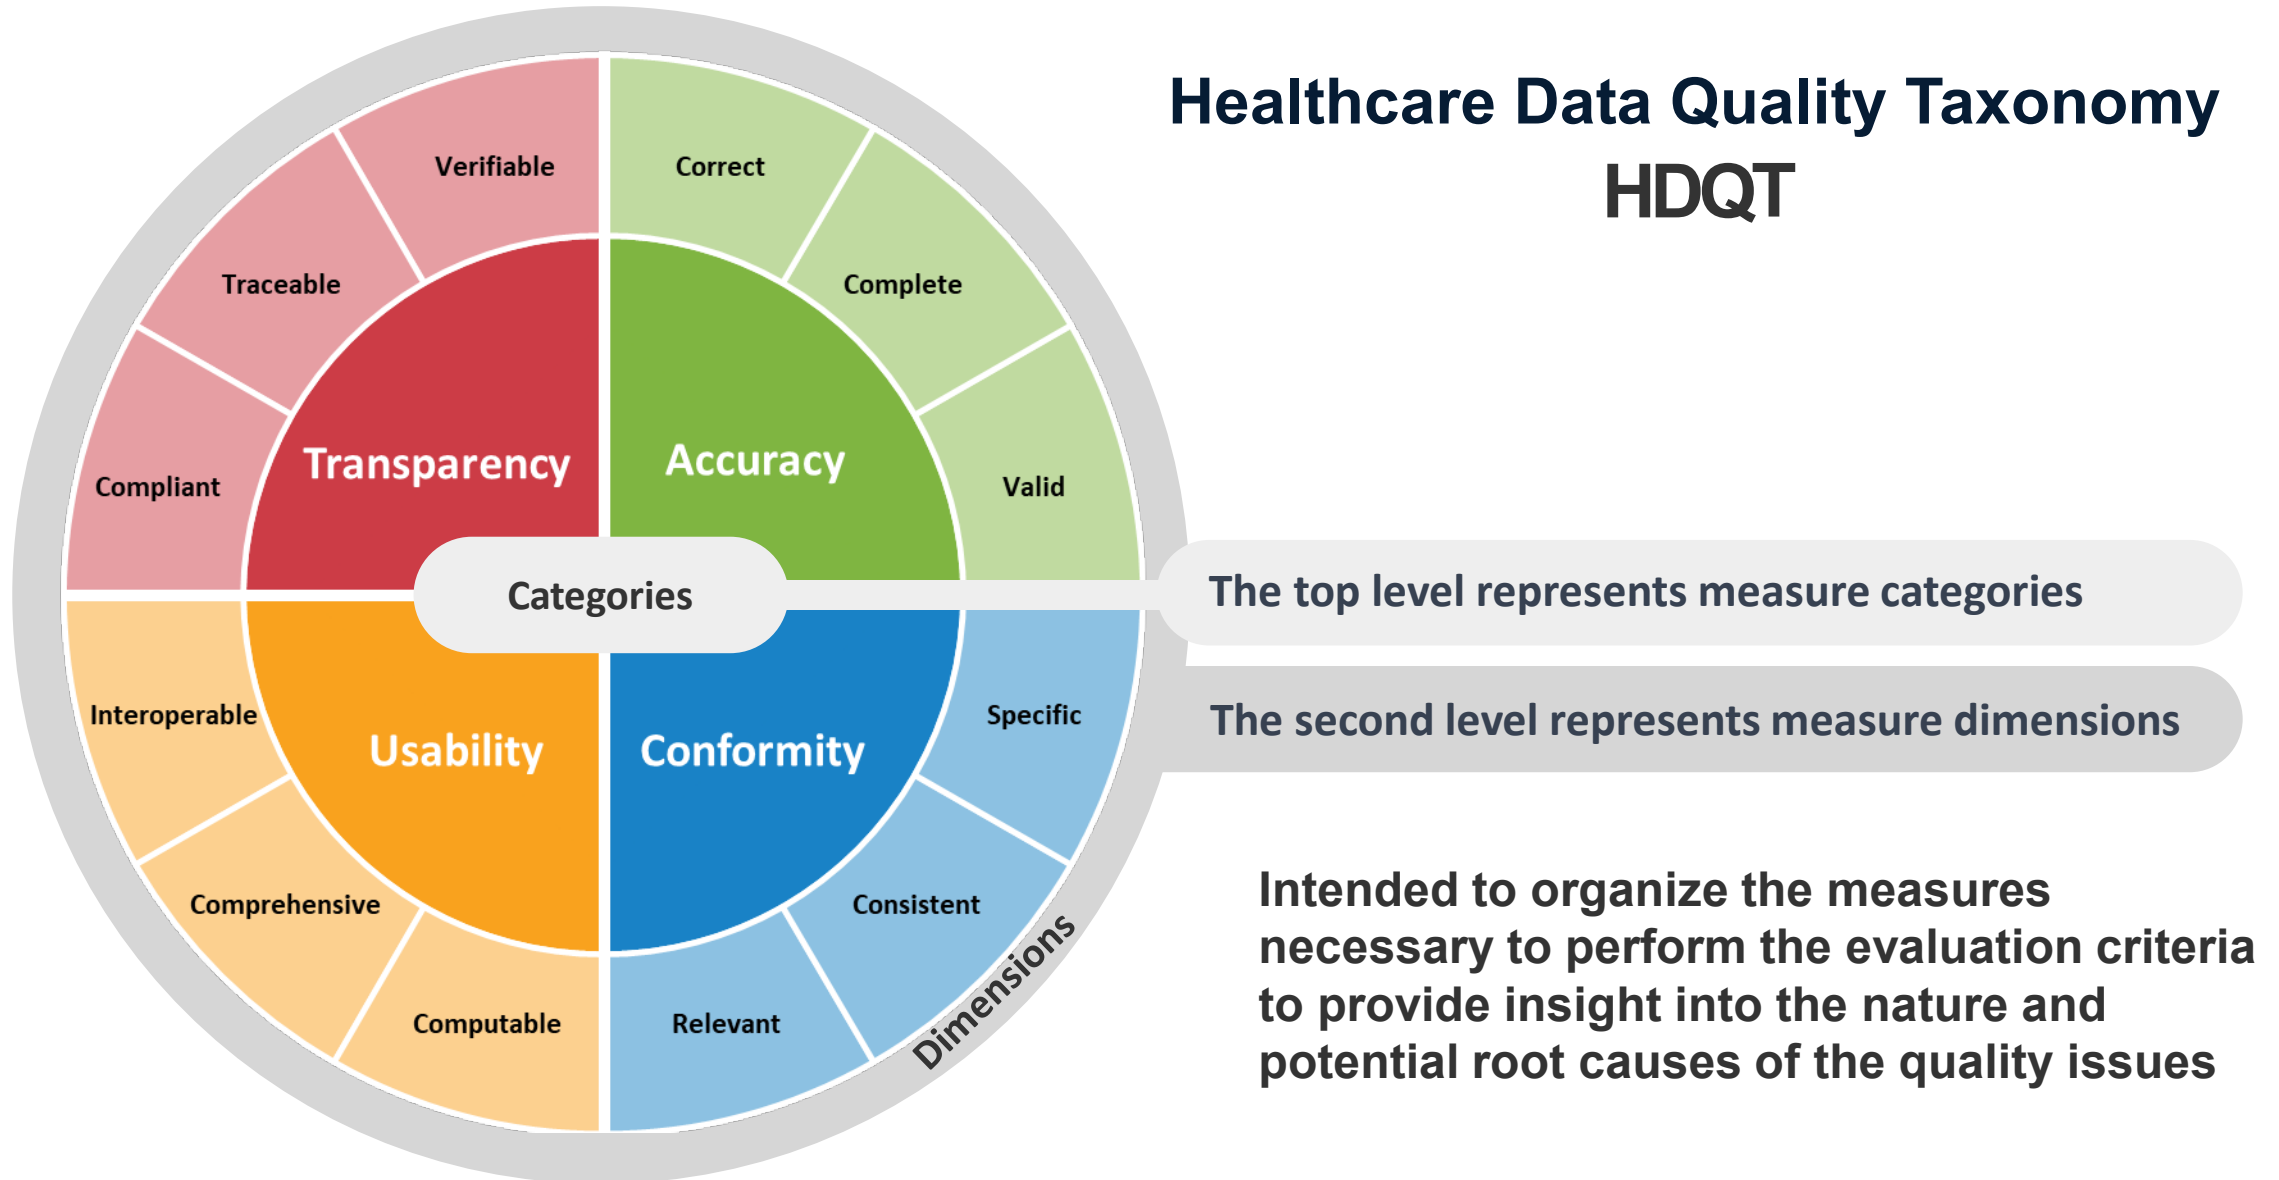 Healthcare Data Quality Taxonomy
HDQT
Verifiable
Correct
Traceable
Complete
Compliant
Transparency
Accuracy
Valid
Categories
The top level represents measure categories
Interoperable
Usability
Conformity
Specific
The second level represents measure dimensions
Comprehensive
Consistent
Computable
Relevant
Dimensions
Intended to organize the measures
necessary to perform the evaluation criteria
to provide insight into the nature and
potential root causes of the quality issues